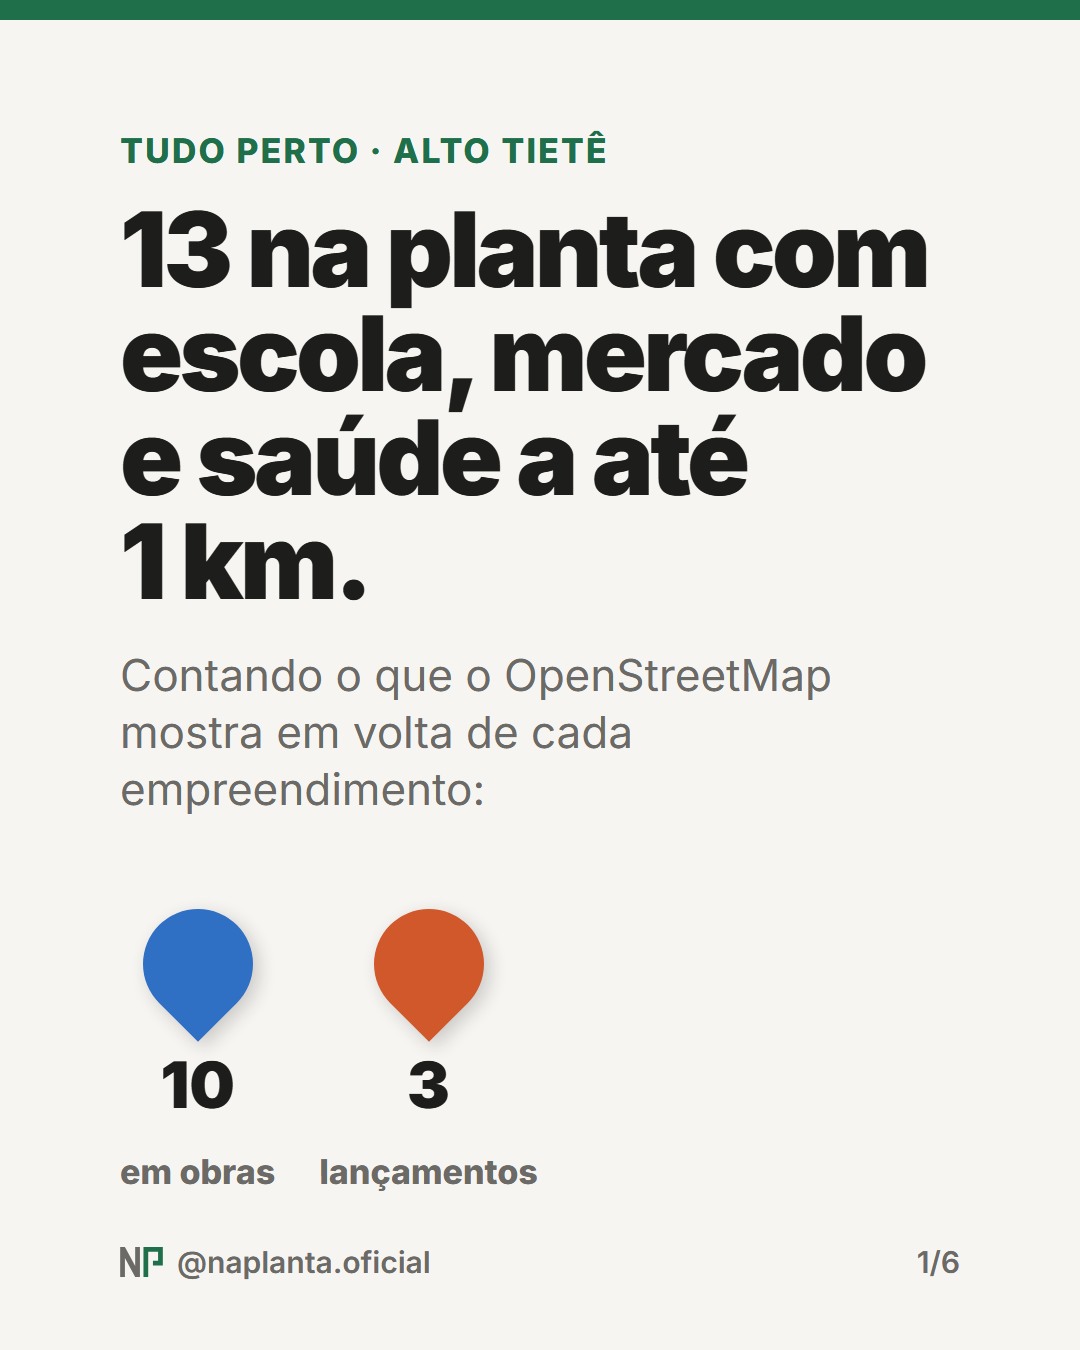 TUDO PERTO · ALTO TIETÊ
13 na planta com
escola, mercado
e saúde a até
1 km.
Contando o que o OpenStreetMap
mostra em volta de cada
empreendimento:
10 3
em obras lançamentos
NP @naplanta.oficial 1/6